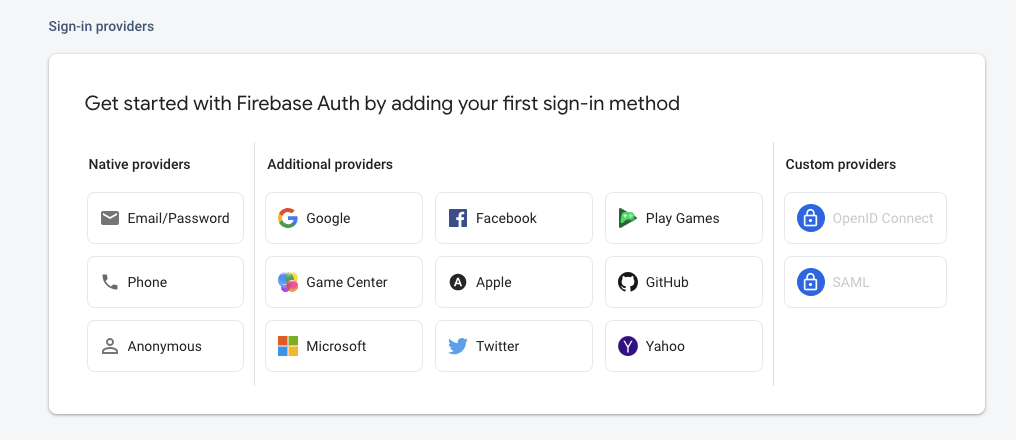 Sign-in providers
Get started with Firebase Auth by adding your first sign-in method
Native providers
Email/Password
Phone
Anonymous
Additional providers
Google
Facebook
Play Games
Game Center
Apple
GitHub
Microsoft
Twitter
Yahoo
Custom providers
OpenID Connect
SAML